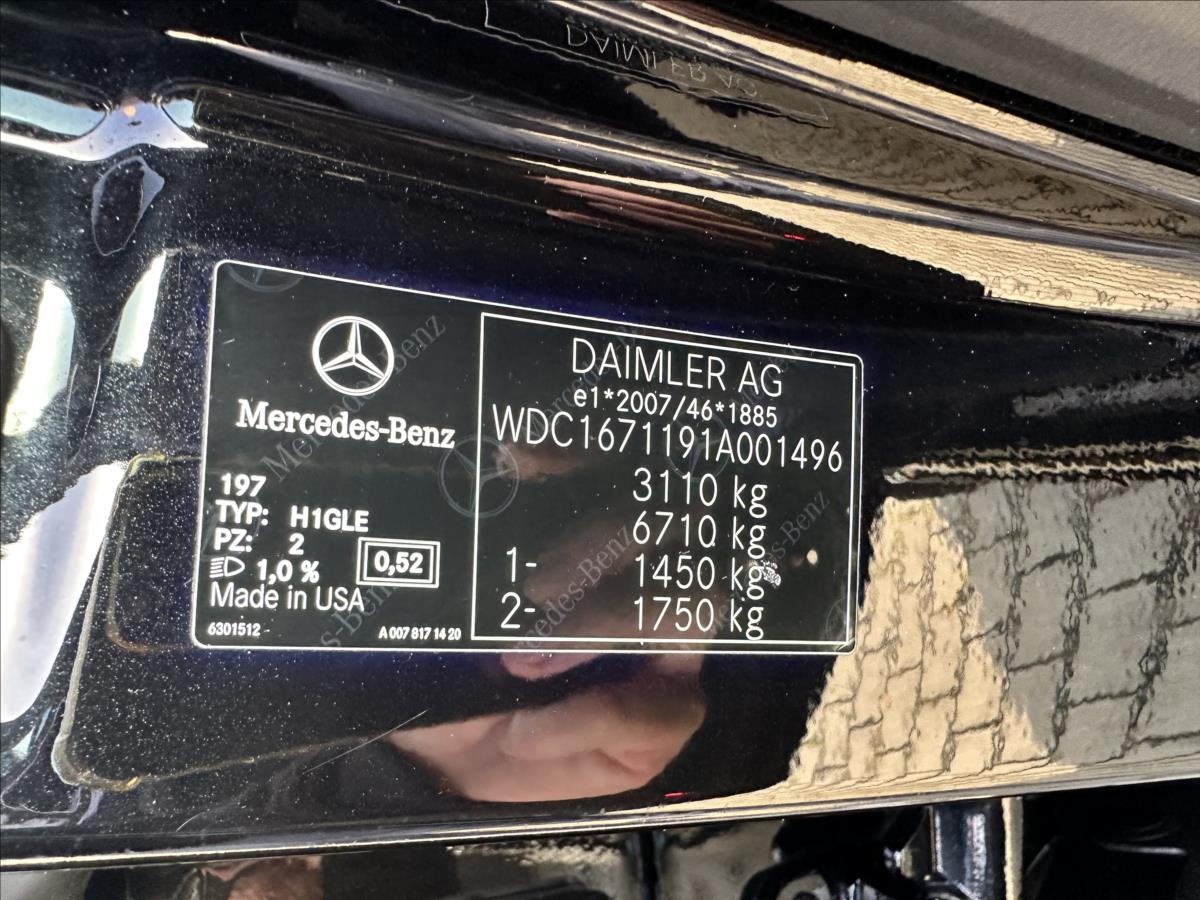 DAIMLER AG
Mercedes-Benz
197
TYP: H1GLE
PZ: 2
1,0 %
0,52
Made in USA
6301512
A 007 817 14 20
DAIMLER AG
e1*2007/46*1885
WDC1671191A001496
3110 kg
6710 kg
1- 1450 kg
2- 1750 kg